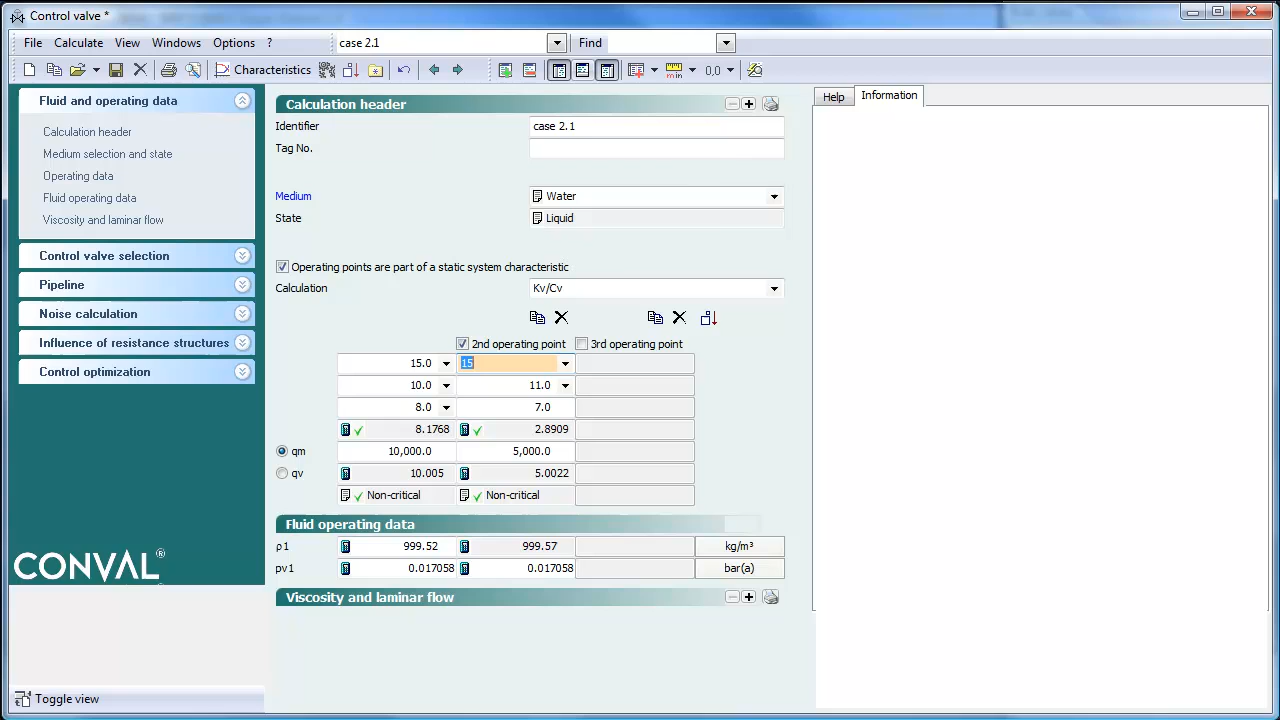 Control valve *
File Calculate View Windows Options ? case 2.1 Find
Characteristics 0,0
Fluid and operating data
Calculation header
Medium selection and state
Operating data
Fluid operating data
Viscosity and laminar flow
Control valve selection
Pipeline
Noise calculation
Influence of resistance structures
Control optimization
CONVAL®
Toggle view
Calculation header
Identifier case 2.1
Tag No.
Medium Water
State Liquid
Operating points are part of a static system characteristic
Calculation Kv/Cv
2nd operating point 3rd operating point
15.0 15
10.0 11.0
8.0 7.0
8.1768 2.8909
qm 10,000.0 5,000.0
qv 10.005 5.0022
Non-critical Non-critical
Fluid operating data
ρ1 999.52 999.57 kg/m³
pv1 0.017058 0.017058 bar(a)
Viscosity and laminar flow
Help Information